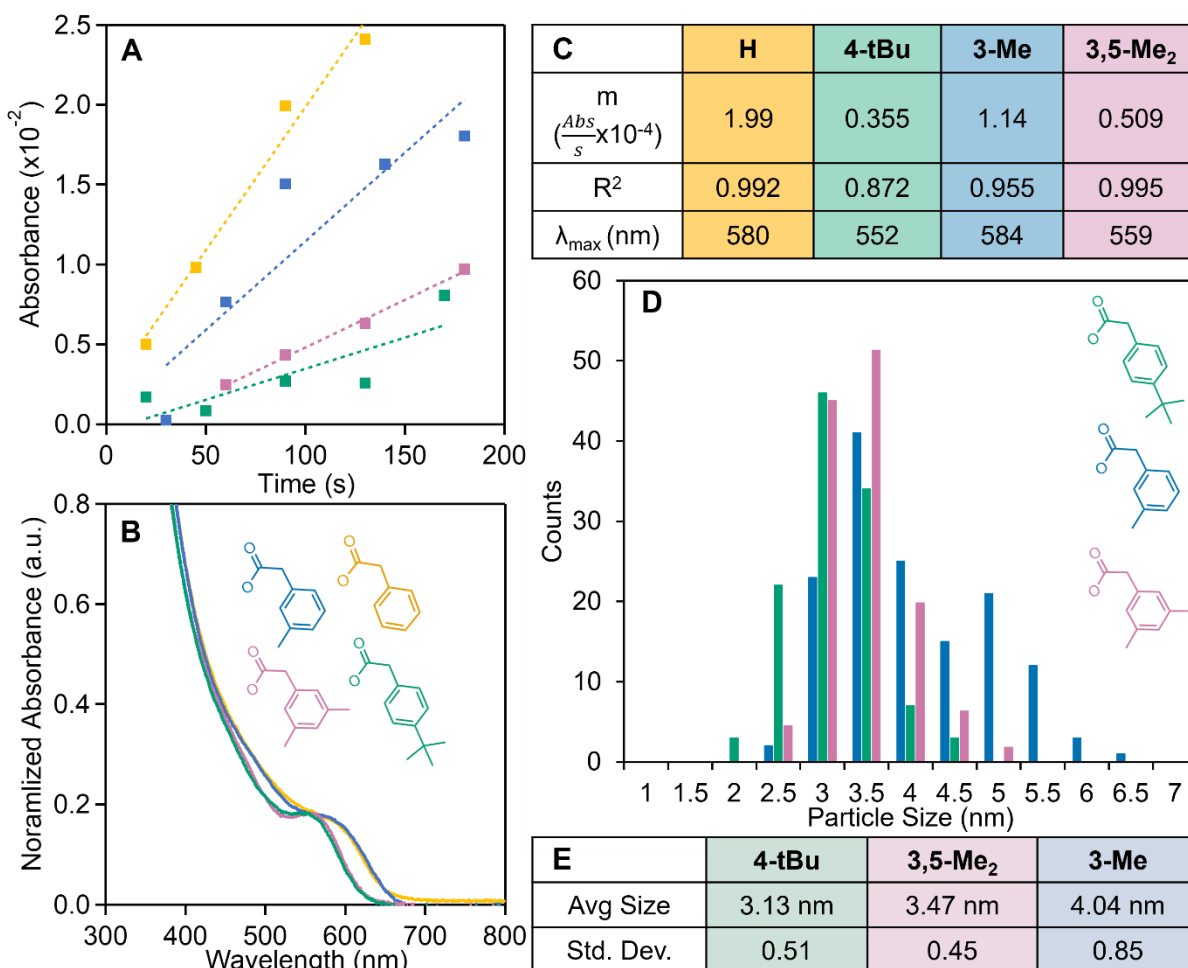 A
2.5
2.0
1.5
1.0
0.5
0.0
Absorbance (x10⁻²)
0 50 100 150 200
Time (s)
B
0.8
0.6
0.4
0.2
0.0
Noramlized Absorbance (a.u.)
O
O
O
O
O
O
O
O
300 400 500 600 700 800
Wavelength (nm)
C H 4-tBu 3-Me 3,5-Me₂
m (Abs/s x10⁻⁴) 1.99 0.355 1.14 0.509
R² 0.992 0.872 0.955 0.995
λmax (nm) 580 552 584 559
D
60
50
40
30
20
10
0
Counts
O
O
O
O
O
O
1 1.5 2 2.5 3 3.5 4 4.5 5 5.5 6 6.5 7
Particle Size (nm)
E 4-tBu 3,5-Me₂ 3-Me
Avg Size 3.13 nm 3.47 nm 4.04 nm
Std. Dev. 0.51 0.45 0.85